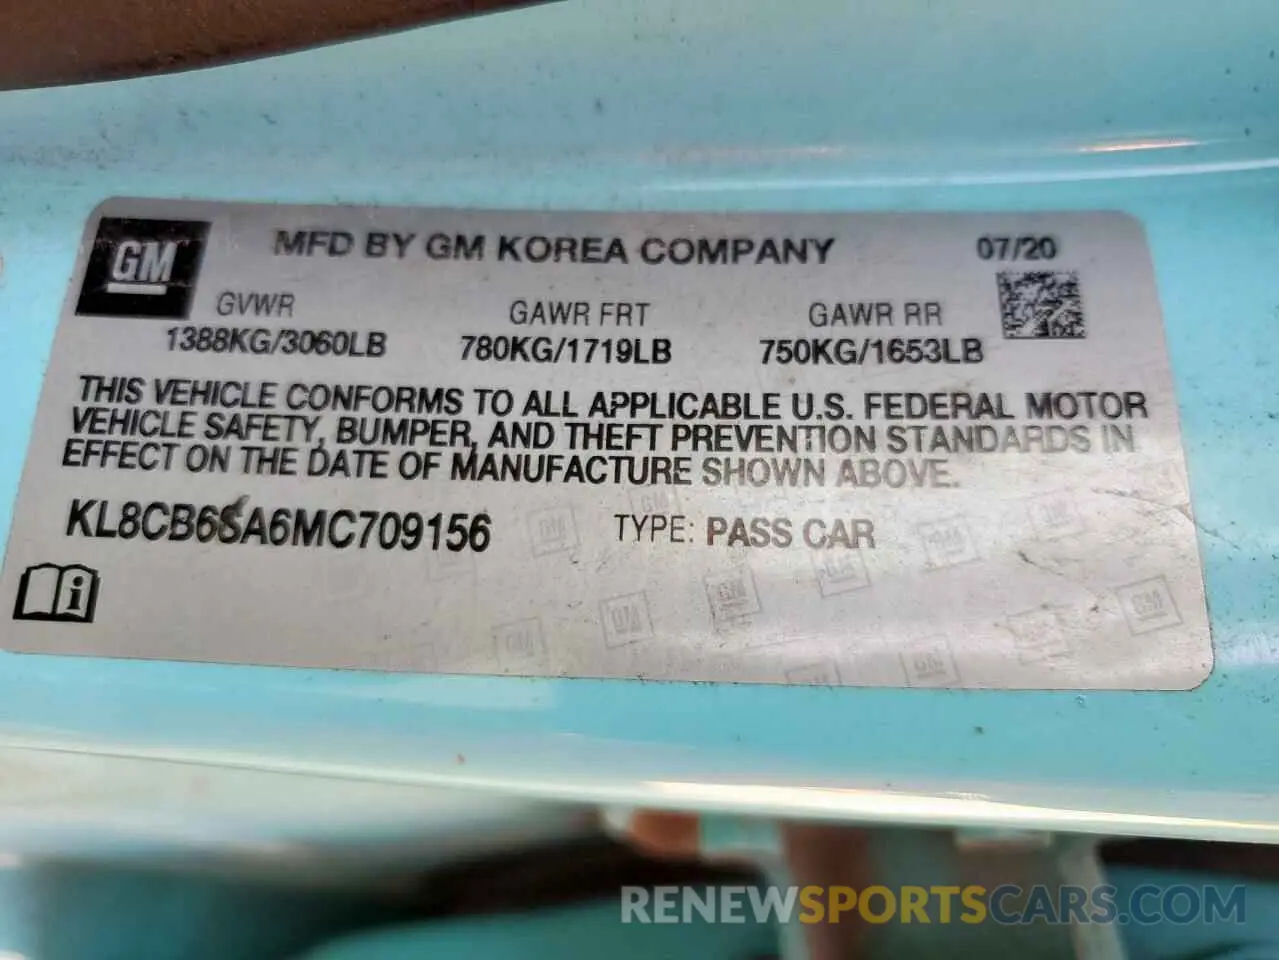 GM
MFD BY GM KOREA COMPANY
07/20
GVWR
GAWR FRT
GAWR RR
1388KG/3060LB
780KG/1719LB
750KG/1653LB
THIS VEHICLE CONFORMS TO ALL APPLICABLE U.S. FEDERAL MOTOR
VEHICLE SAFETY, BUMPER, AND THEFT PREVENTION STANDARDS IN
EFFECT ON THE DATE OF MANUFACTURE SHOWN ABOVE.
KL8CB6SA6MC709156
TYPE: PASS CAR
RENEWSPORTSCARS.COM